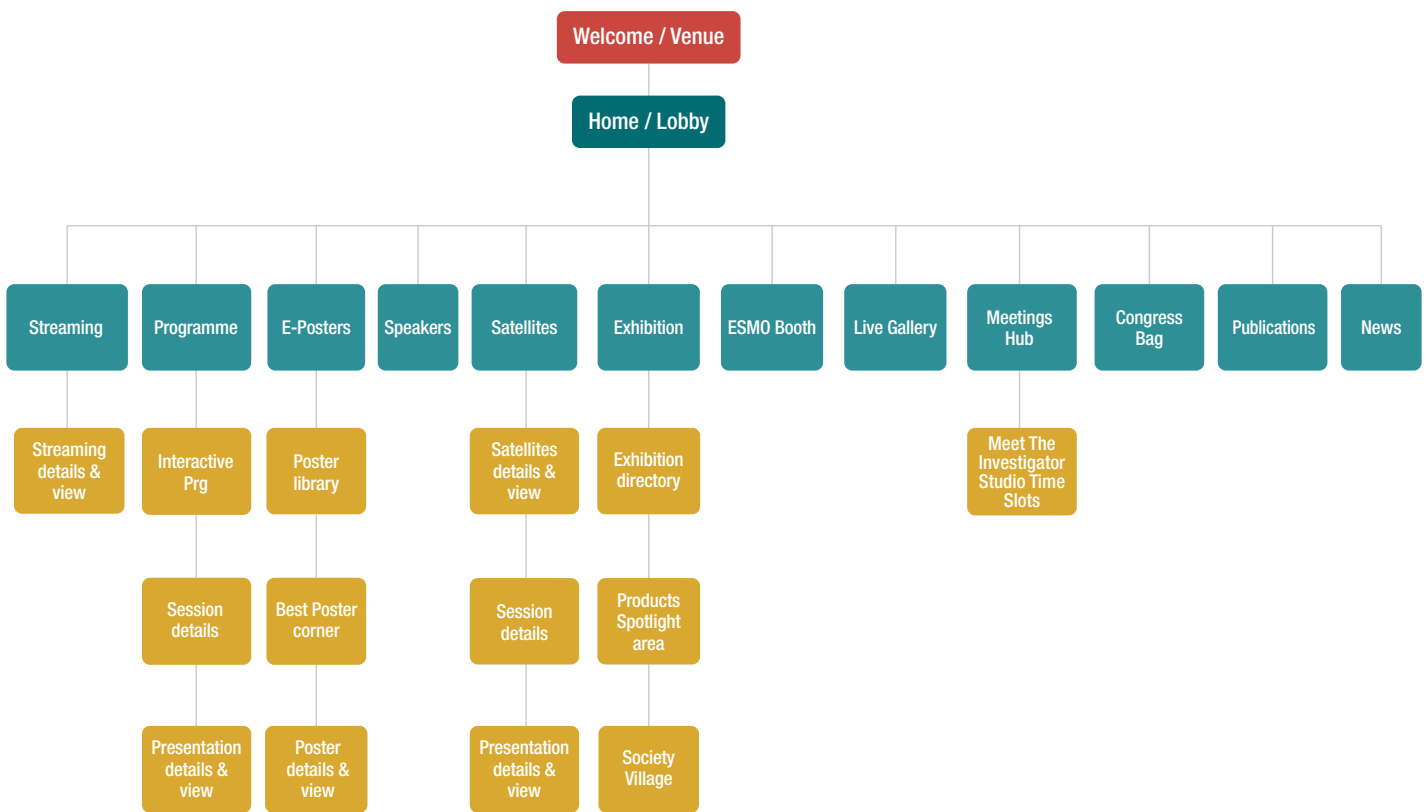 Welcome / Venue
Home / Lobby
Streaming
Programme
E-Posters
Speakers
Satellites
Exhibition
ESMO Booth
Live Gallery
Meetings
Hub
Congress
Bag
Publications
News
Streaming
details &
view
Interactive
Prg
Poster
library
Satellites
details &
view
Exhibition
directory
Meet The
Investigator
Studio Time
Slots
Session
details
Best Poster
corner
Session
details
Products
Spotlight
area
Presentation
details &
view
Poster
details &
view
Presentation
details &
view
Society
Village